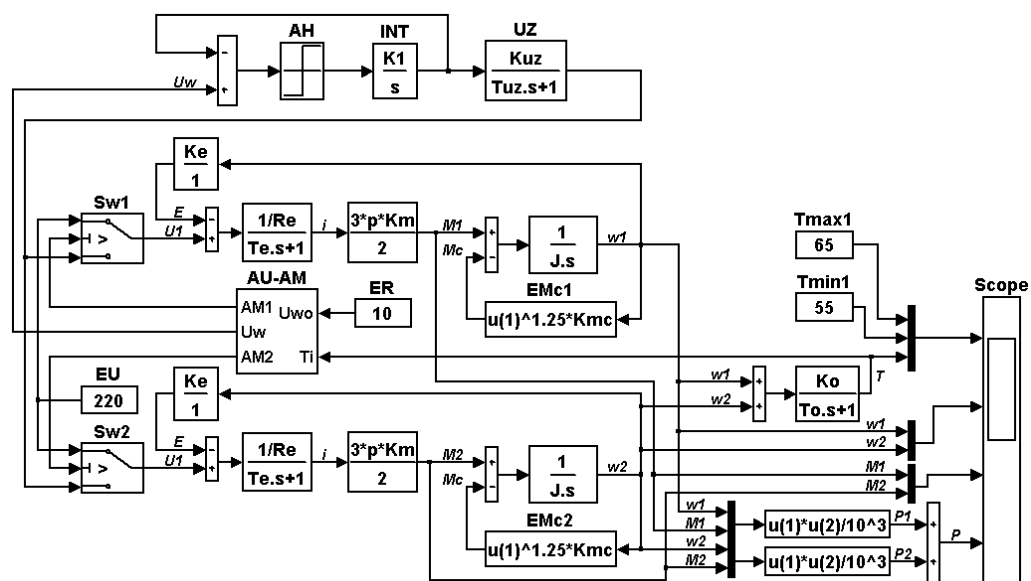 AH
INT
UZ
-
+
Uw
K1
s
Kuz
Tuz.s+1
Ke
1
Sw1
>
E
U1
-
+
1/Re
Te.s+1
i
3*p*Km
2
M1
Mc
+
-
1
J.s
w1
EMc1
u(1)^1.25*Kmc
Tmax1
65
Tmin1
55
Scope
AU-AM
AM1
Uw
AM2
Uwo
Ti
ER
10
EU
220
Ke
1
w1
w2
+
+
Ko
To.s+1
T
Sw2
>
E
U1
-
+
1/Re
Te.s+1
i
3*p*Km
2
M2
Mc
+
-
1
J.s
w2
EMc2
u(1)^1.25*Kmc
w1
w2
M1
M2
w1
M1
w2
M2
u(1)*u(2)/10^3
P1
u(1)*u(2)/10^3
P2
+
+
P